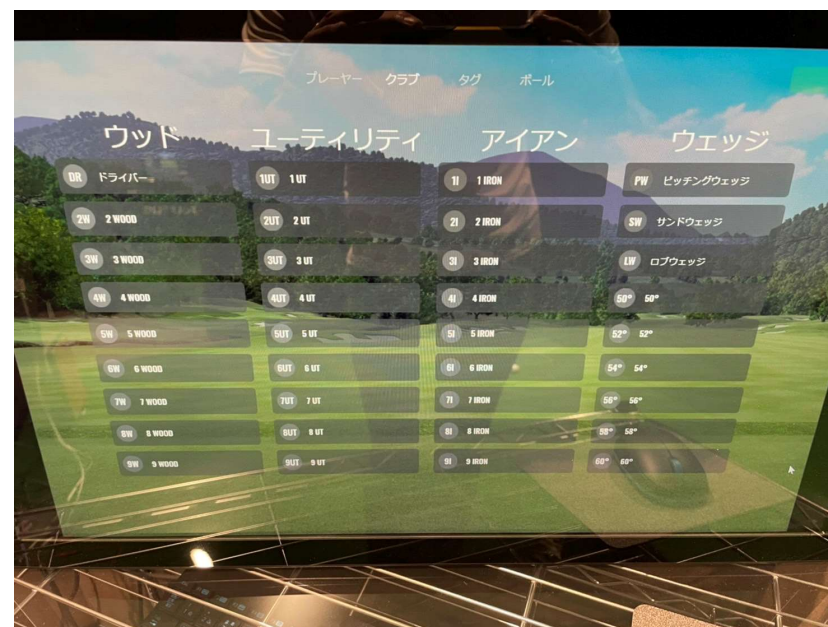 プレーヤー クラブ タグ ボール
ウッド ユーティリティ アイアン ウェッジ
DR ドライバー 1UT 1 UT 1I 1 IRON PW ピッチングウェッジ
2W 2 WOOD 2UT 2 UT 2I 2 IRON SW サンドウェッジ
3W 3 WOOD 3UT 3 UT 3I 3 IRON LW ロブウェッジ
4W 4 WOOD 4UT 4 UT 4I 4 IRON 50° 50°
5W 5 WOOD 5UT 5 UT 5I 5 IRON 52° 52°
6W 6 WOOD 6UT 6 UT 6I 6 IRON 54° 54°
7W 7 WOOD 7UT 7 UT 7I 7 IRON 56° 56°
8W 8 WOOD 8UT 8 UT 8I 8 IRON 58° 58°
9W 9 WOOD 9UT 9 UT 9I 9 IRON 60° 60°